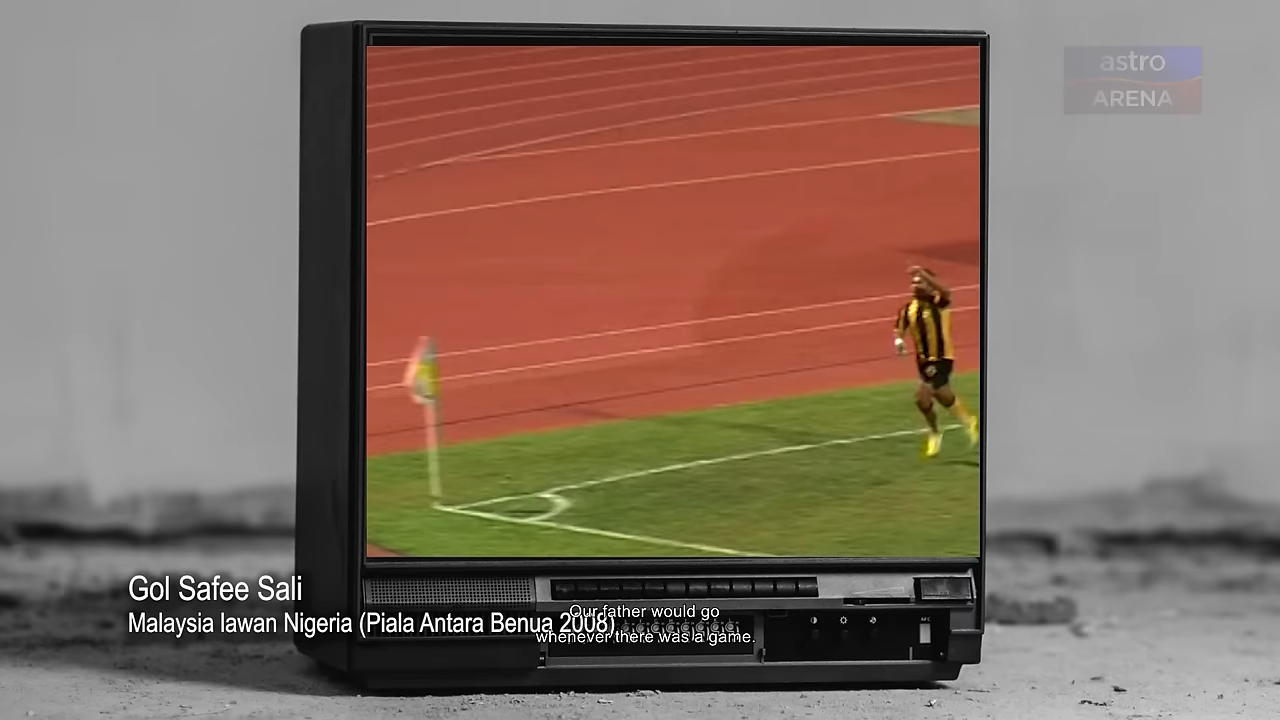 astro
ARENA
Gol Safee Sali
Malaysia lawan Nigeria (Piala Antara Benua 2008)
Our father would go
whenever there was a game.